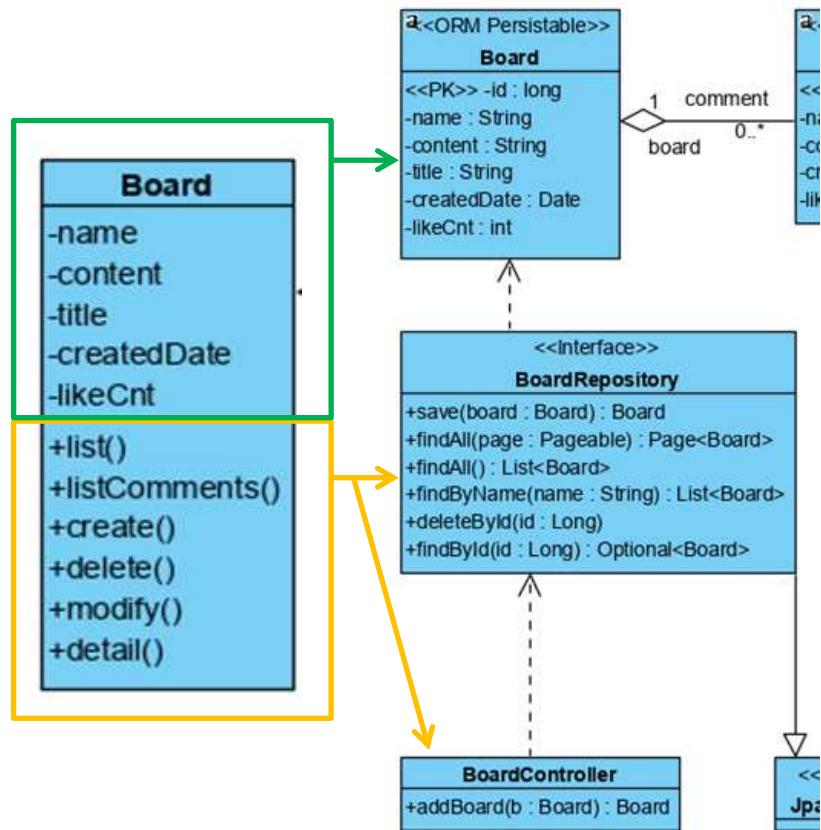 Board
-name
-content
-title
-createdDate
-likeCnt
+list()
+listComments()
+create()
+delete()
+modify()
+detail()
<<ORM Persistable>>
Board
<<PK>> -id : long
-name : String
-content : String
-title : String
-createdDate : Date
-likeCnt : int
1
comment
0..*
board
<<Interface>>
BoardRepository
+save(board : Board) : Board
+findAll(page : Pageable) : Page<Board>
+findAll() : List<Board>
+findByName(name : String) : List<Board>
+deleteById(id : Long)
+findById(id : Long) : Optional<Board>
BoardController
+addBoard(b : Board) : Board